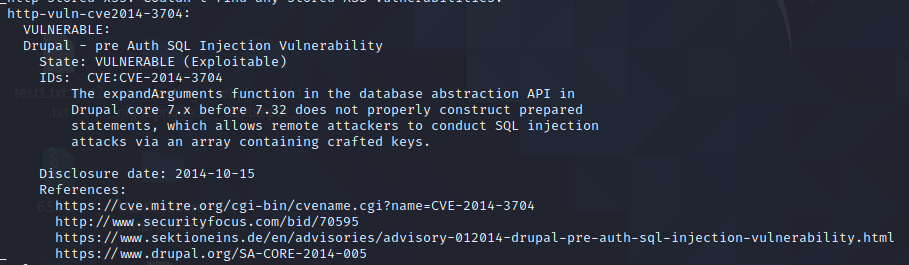 _http-stored-xss: Couldn't find any stored XSS vulnerabilities.
http-vuln-cve2014-3704:
VULNERABLE:
Drupal - pre Auth SQL Injection Vulnerability
State: VULNERABLE (Exploitable)
IDs:  CVE:CVE-2014-3704
The expandArguments function in the database abstraction API in
Drupal core 7.x before 7.32 does not properly construct prepared
statements, which allows remote attackers to conduct SQL injection
attacks via an array containing crafted keys.
Disclosure date: 2014-10-15
References:
https://cve.mitre.org/cgi-bin/cvename.cgi?name=CVE-2014-3704
http://www.securityfocus.com/bid/70595
https://www.sektioneins.de/en/advisories/advisory-012014-drupal-pre-auth-sql-injection-vulnerability.html
_    https://www.drupal.org/SA-CORE-2014-005